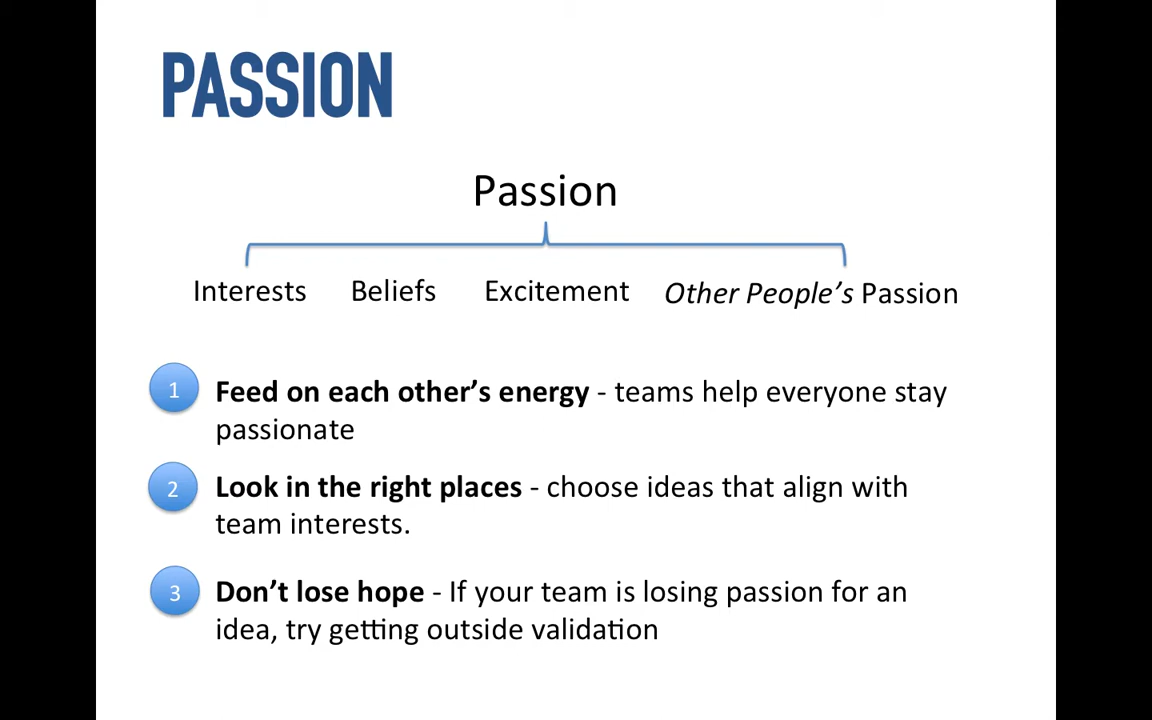 PASSION
Passion
Interests Beliefs Excitement Other People's Passion
1 Feed on each other's energy - teams help everyone stay
passionate
2 Look in the right places - choose ideas that align with
team interests.
3 Don't lose hope - If your team is losing passion for an
idea, try getting outside validation